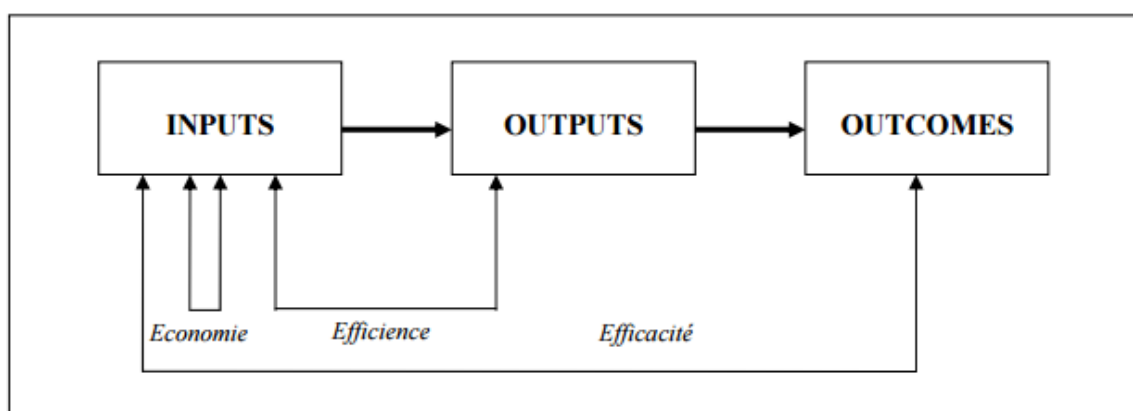 INPUTS
OUTPUTS
OUTCOMES
Economie
Efficience
Efficacité